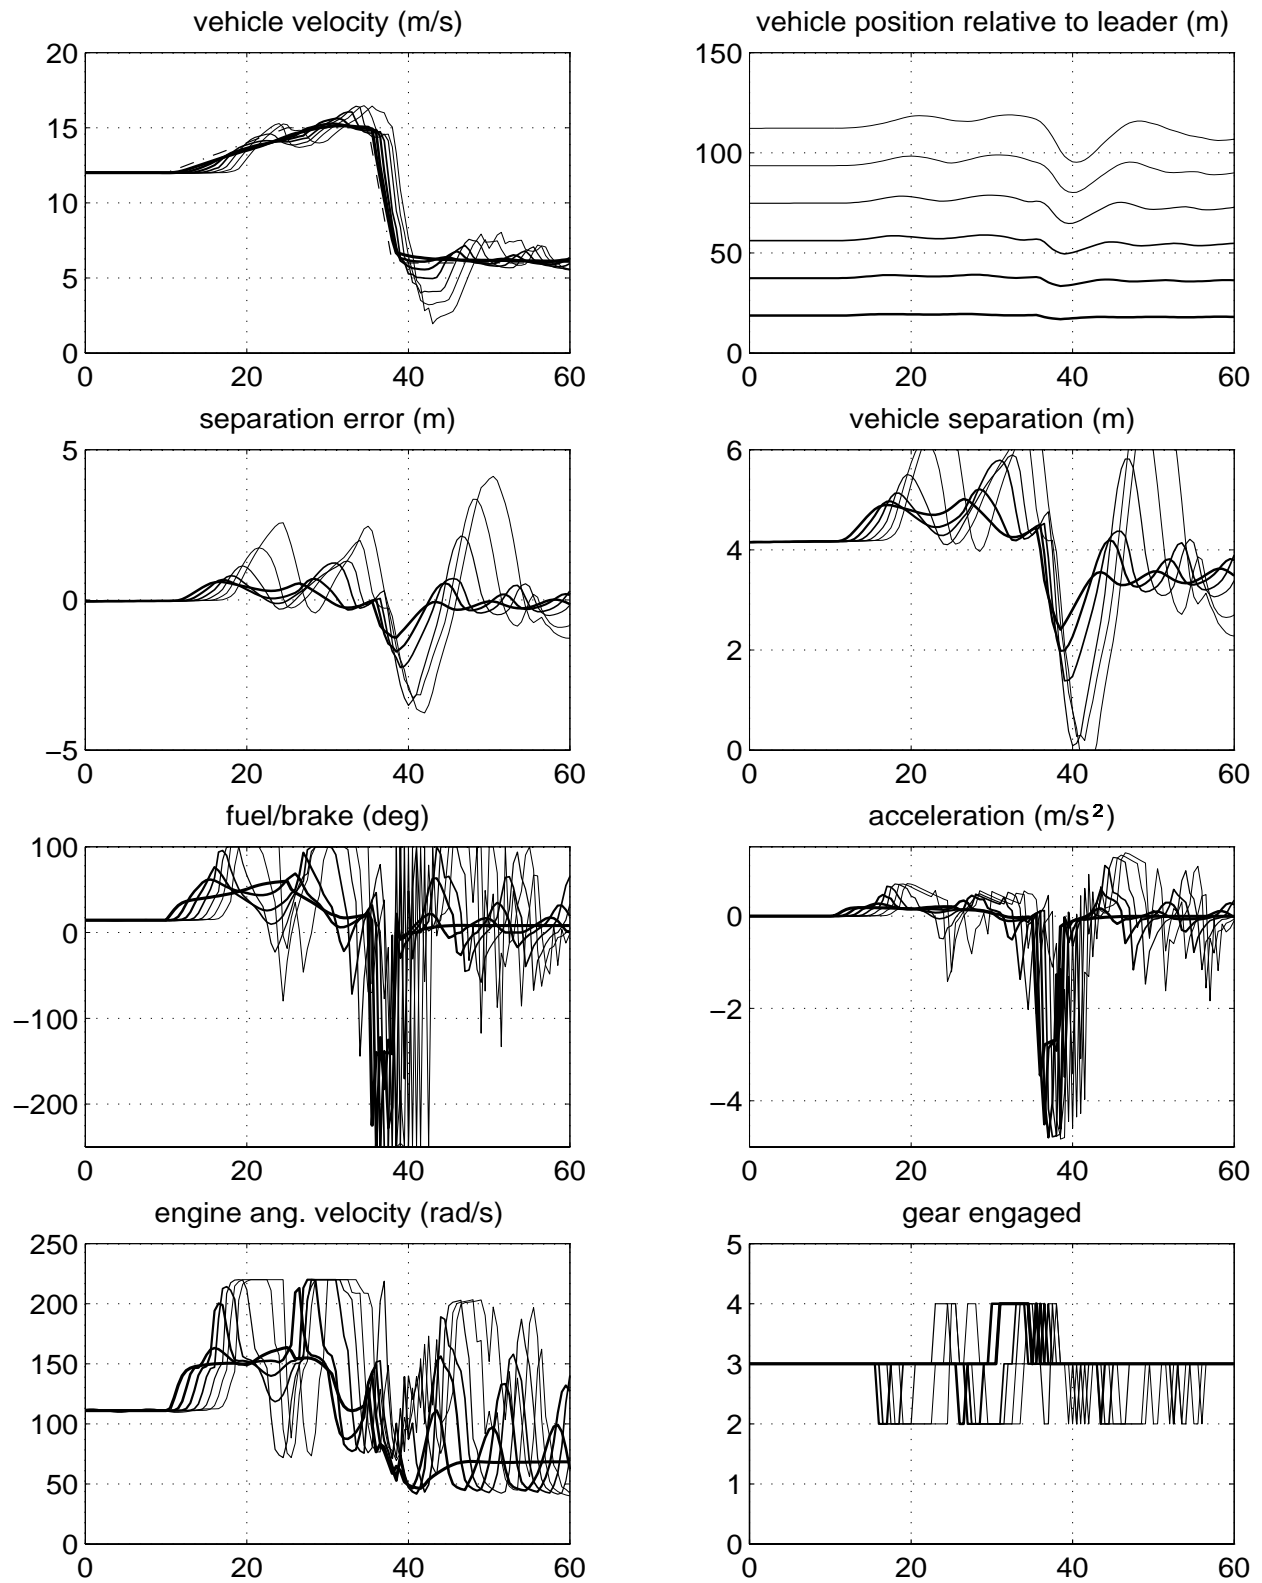 vehicle velocity (m/s)
20
15
10
5
0
0 20 40 60
vehicle position relative to leader (m)
150
100
50
0
0 20 40 60
separation error (m)
5
0
−5
0 20 40 60
vehicle separation (m)
6
4
2
0
0 20 40 60
fuel/brake (deg)
100
0
−100
−200
0 20 40 60
acceleration (m/s²)
0
−2
−4
0 20 40 60
engine ang. velocity (rad/s)
250
200
150
100
50
0
0 20 40 60
gear engaged
5
4
3
2
1
0
0 20 40 60